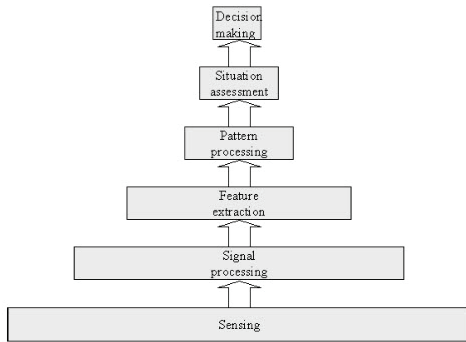 Decision
making
Situation
assessment
Pattern
processing
Feature
extraction
Signal
processing
Sensing